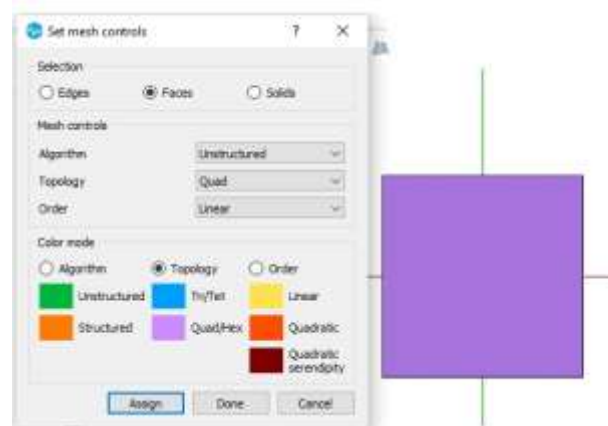 Set mesh controls ? ×
Selection
Edges Faces Solids
Mesh controls
Algorithm Unstructured
Topology Quad
Order Linear
Color mode
Algorithm Topology Order
Unstructured Tri/Tet Linear
Structured Quad/Hex Quadratic
Quadratic
serendipity
Assign Done Cancel